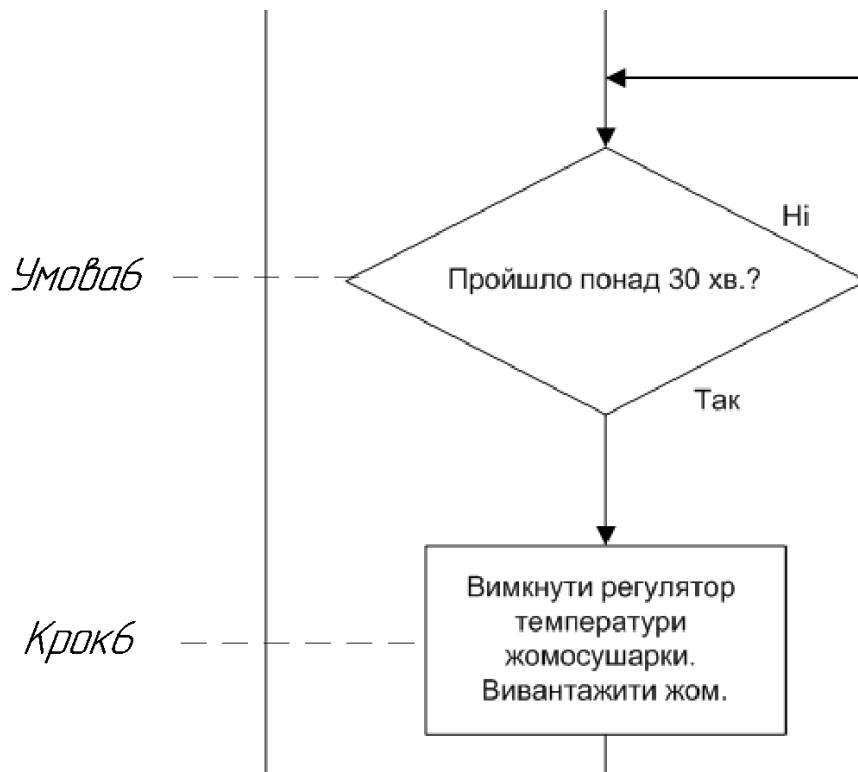 Ні
Умова6
Пройшло понад 30 хв.?
Так
Крок6
Вимкнути регулятор
температури
жомосушарки.
Вивантажити жом.